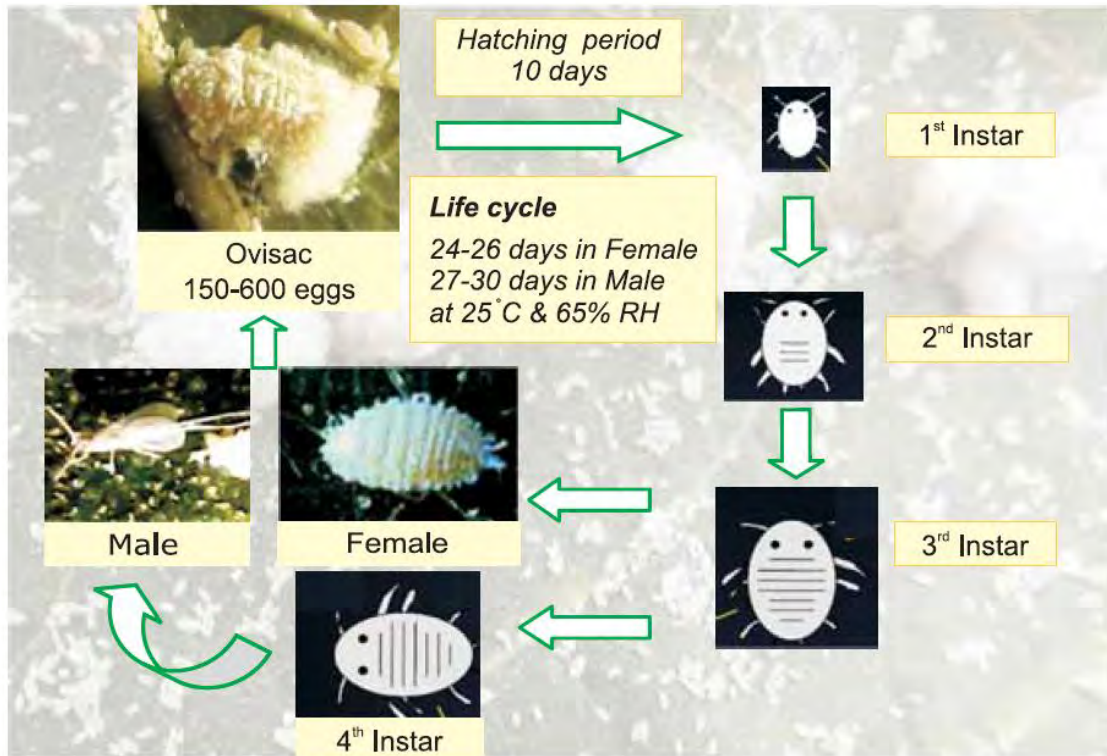 Hatching period
10 days
1st Instar
Life cycle
24-26 days in Female
27-30 days in Male
at 25°C & 65% RH
Ovisac
150-600 eggs
2nd Instar
Male
Female
3rd Instar
4th Instar